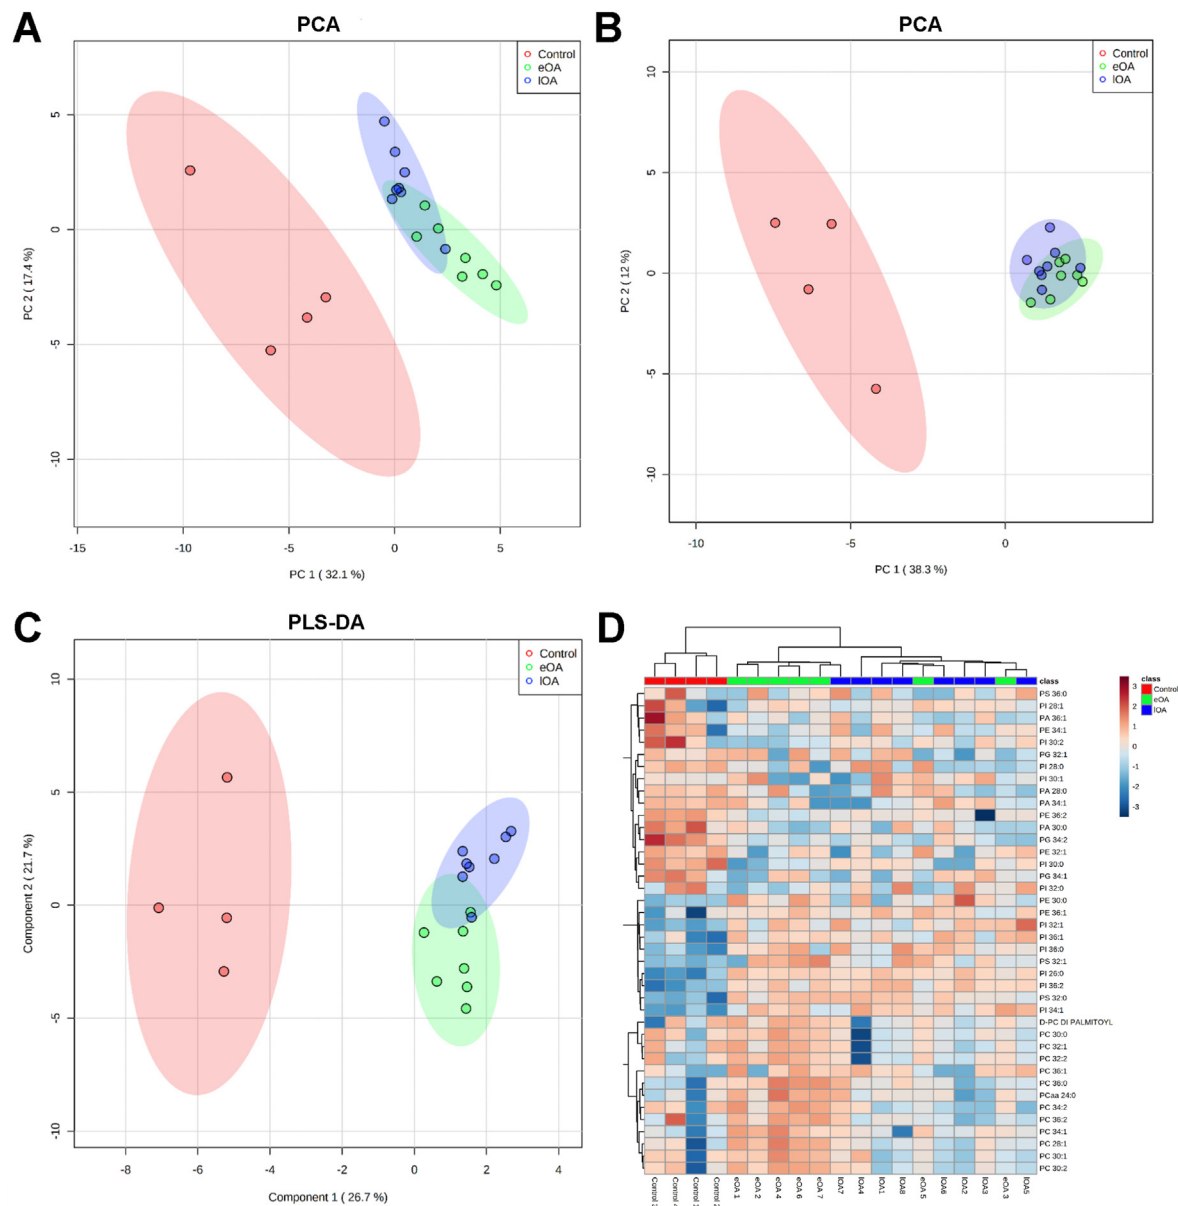 A
PCA
Control
eOA
lOA
5
0
-5
-10
PC 2 ( 17.4 %)
-15
-10
-5
0
5
PC 1 ( 32.1 %)
B
PCA
Control
eOA
lOA
10
5
0
-5
-10
PC 2 ( 12 %)
-10
-5
0
PC 1 ( 38.3 %)
C
PLS-DA
Control
eOA
lOA
10
5
0
-5
-10
Component 2 ( 21.7 %)
-8
-6
-4
-2
0
2
4
Component 1 ( 26.7 %)
D
class
PS 36:0
PI 28:1
PA 36:1
PE 34:1
PI 30:2
PG 32:1
PI 28:0
PI 30:1
PA 28:0
PA 34:1
PE 36:2
PA 30:0
PG 34:2
PE 32:1
PI 30:0
PG 34:1
PI 32:0
PE 30:0
PE 36:1
PI 32:1
PI 36:1
PI 36:0
PS 32:1
PI 26:0
PI 36:2
PS 32:0
PI 34:1
D-PC DI PALMITOYL
PC 30:0
PC 32:1
PC 32:2
PC 36:1
PC 36:0
PCaa 24:0
PC 34:2
PC 36:2
PC 34:1
PC 28:1
PC 30:1
PC 30:2
3
2
1
0
-1
-2
-3
class
Control
eOA
lOA
Control 3
Control 4
Control 1
Control 2
eOA 1
eOA 2
eOA 4
eOA 6
eOA 7
lOA7
lOA4
lOA1
lOA8
eOA 5
lOA6
lOA2
lOA3
eOA 3
lOA5